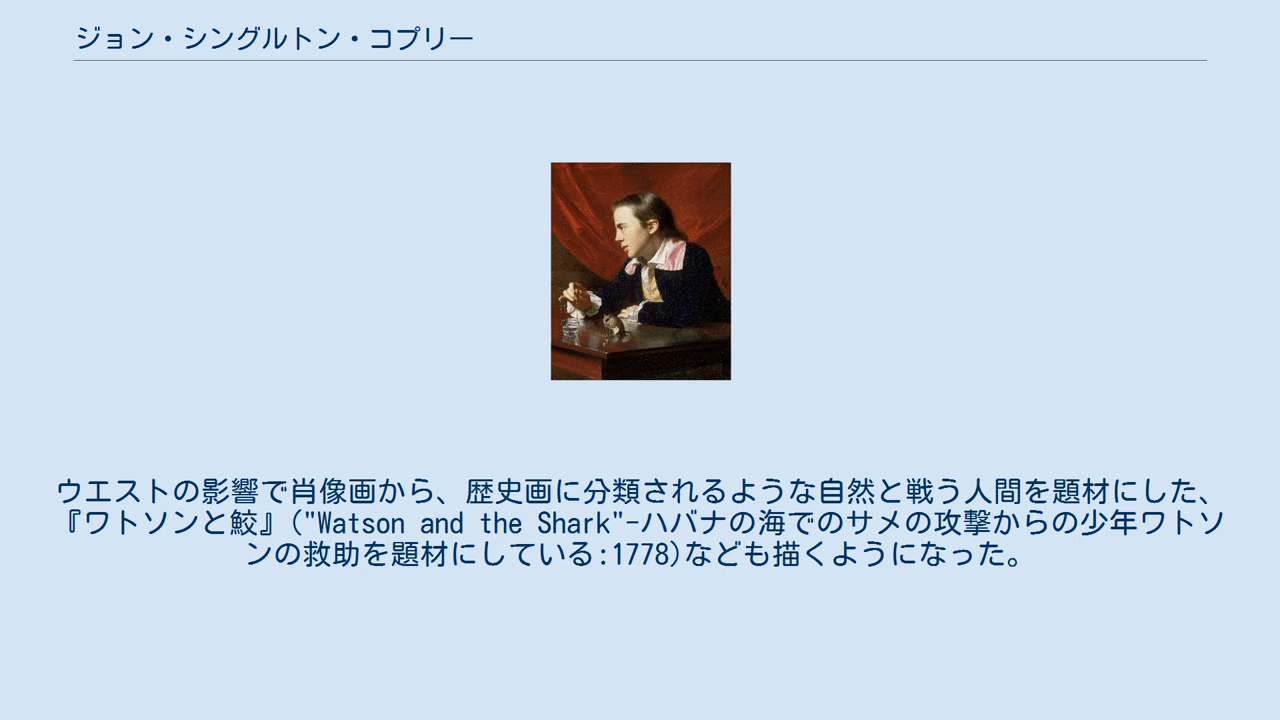 ジョン・シングルトン・コプリー
ウエストの影響で肖像画から、歴史画に分類されるような自然と戦う人間を題材にした、
『ワトソンと鮫』("Watson and the Shark"-ハバナの海でのサメの攻撃からの少年ワトソ
ンの救助を題材にしている:1778)なども描くようになった。